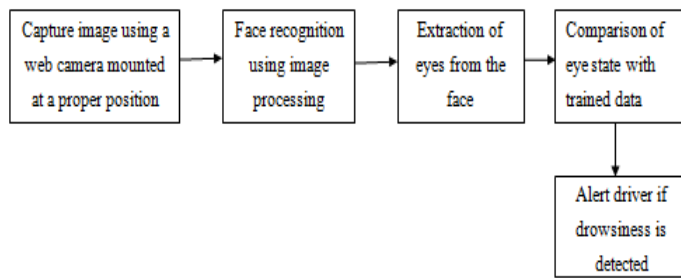 Capture image using a
web camera mounted
at a proper position
Face recognition
using image
processing
Extraction of
eyes from the
face
Comparison of
eye state with
trained data
Alert driver if
drowsiness is
detected